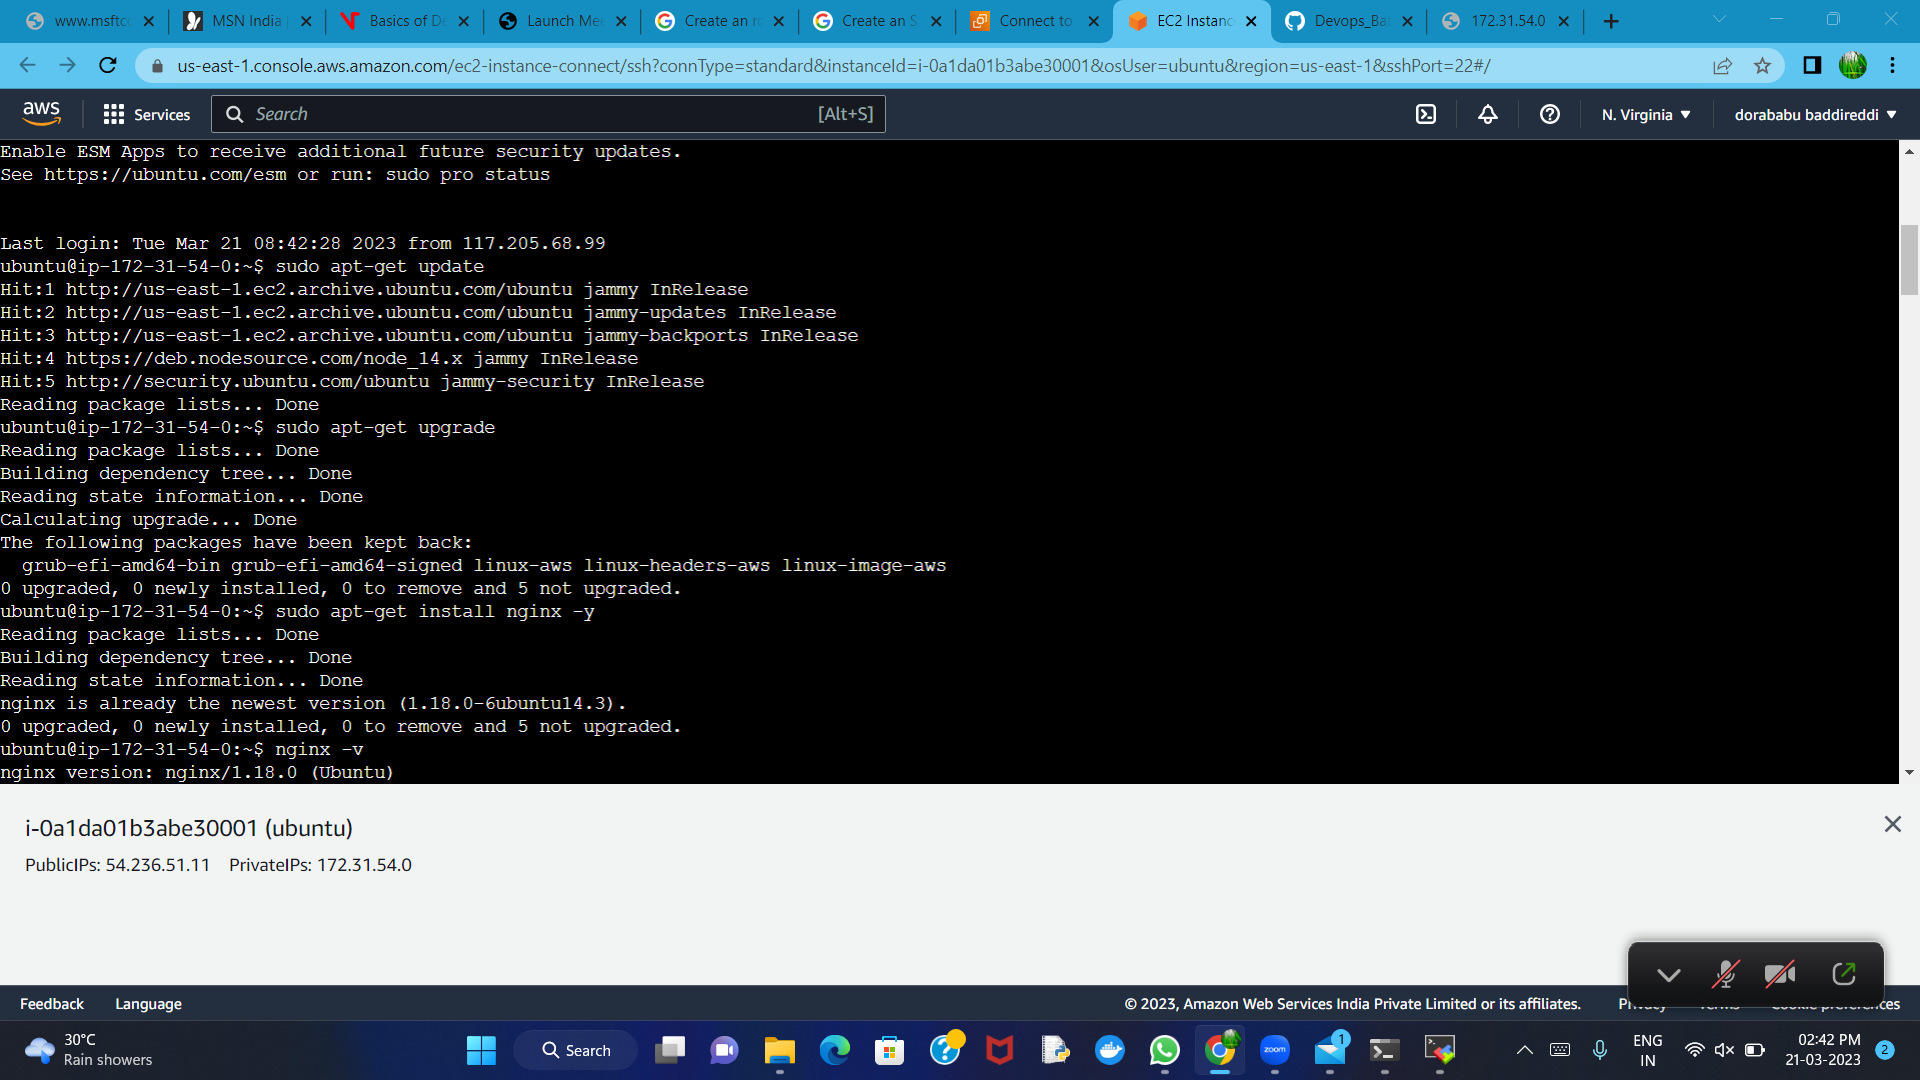 www.msftco
MSN India
Basics of De
Launch Mee
Create an ro
Create an S
Connect to
EC2 Instanc
Devops_Bat
172.31.54.0
us-east-1.console.aws.amazon.com/ec2-instance-connect/ssh?connType=standard&instanceId=i-0a1da01b3abe30001&osUser=ubuntu&region=us-east-1&sshPort=22#/
aws
Services
Search
[Alt+S]
N. Virginia
dorababu baddireddi
Enable ESM Apps to receive additional future security updates.
See https://ubuntu.com/esm or run: sudo pro status
Last login: Tue Mar 21 08:42:28 2023 from 117.205.68.99
ubuntu@ip-172-31-54-0:~$ sudo apt-get update
Hit:1 http://us-east-1.ec2.archive.ubuntu.com/ubuntu jammy InRelease
Hit:2 http://us-east-1.ec2.archive.ubuntu.com/ubuntu jammy-updates InRelease
Hit:3 http://us-east-1.ec2.archive.ubuntu.com/ubuntu jammy-backports InRelease
Hit:4 https://deb.nodesource.com/node_14.x jammy InRelease
Hit:5 http://security.ubuntu.com/ubuntu jammy-security InRelease
Reading package lists... Done
ubuntu@ip-172-31-54-0:~$ sudo apt-get upgrade
Reading package lists... Done
Building dependency tree... Done
Reading state information... Done
Calculating upgrade... Done
The following packages have been kept back:
  grub-efi-amd64-bin grub-efi-amd64-signed linux-aws linux-headers-aws linux-image-aws
0 upgraded, 0 newly installed, 0 to remove and 5 not upgraded.
ubuntu@ip-172-31-54-0:~$ sudo apt-get install nginx -y
Reading package lists... Done
Building dependency tree... Done
Reading state information... Done
nginx is already the newest version (1.18.0-6ubuntu14.3).
0 upgraded, 0 newly installed, 0 to remove and 5 not upgraded.
ubuntu@ip-172-31-54-0:~$ nginx -v
nginx version: nginx/1.18.0 (Ubuntu)
i-0a1da01b3abe30001 (ubuntu)
PublicIPs: 54.236.51.11 PrivateIPs: 172.31.54.0
Feedback
Language
© 2023, Amazon Web Services India Private Limited or its affiliates.
Privacy
Terms
Cookie preferences
30°C
Rain showers
Search
zoom
1
ENG
IN
02:42 PM
21-03-2023
2